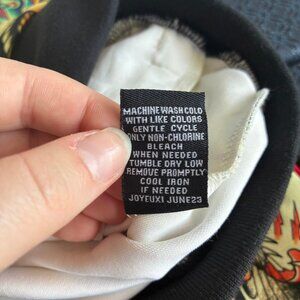 MACHINE WASH COLD
WITH LIKE COLORS
GENTLE CYCLE
ONLY NON-CHLORINE
BLEACH
WHEN NEEDED
TUMBLE DRY LOW
REMOVE PROMPTLY
COOL IRON
IF NEEDED
JOYEUXI JUNE23